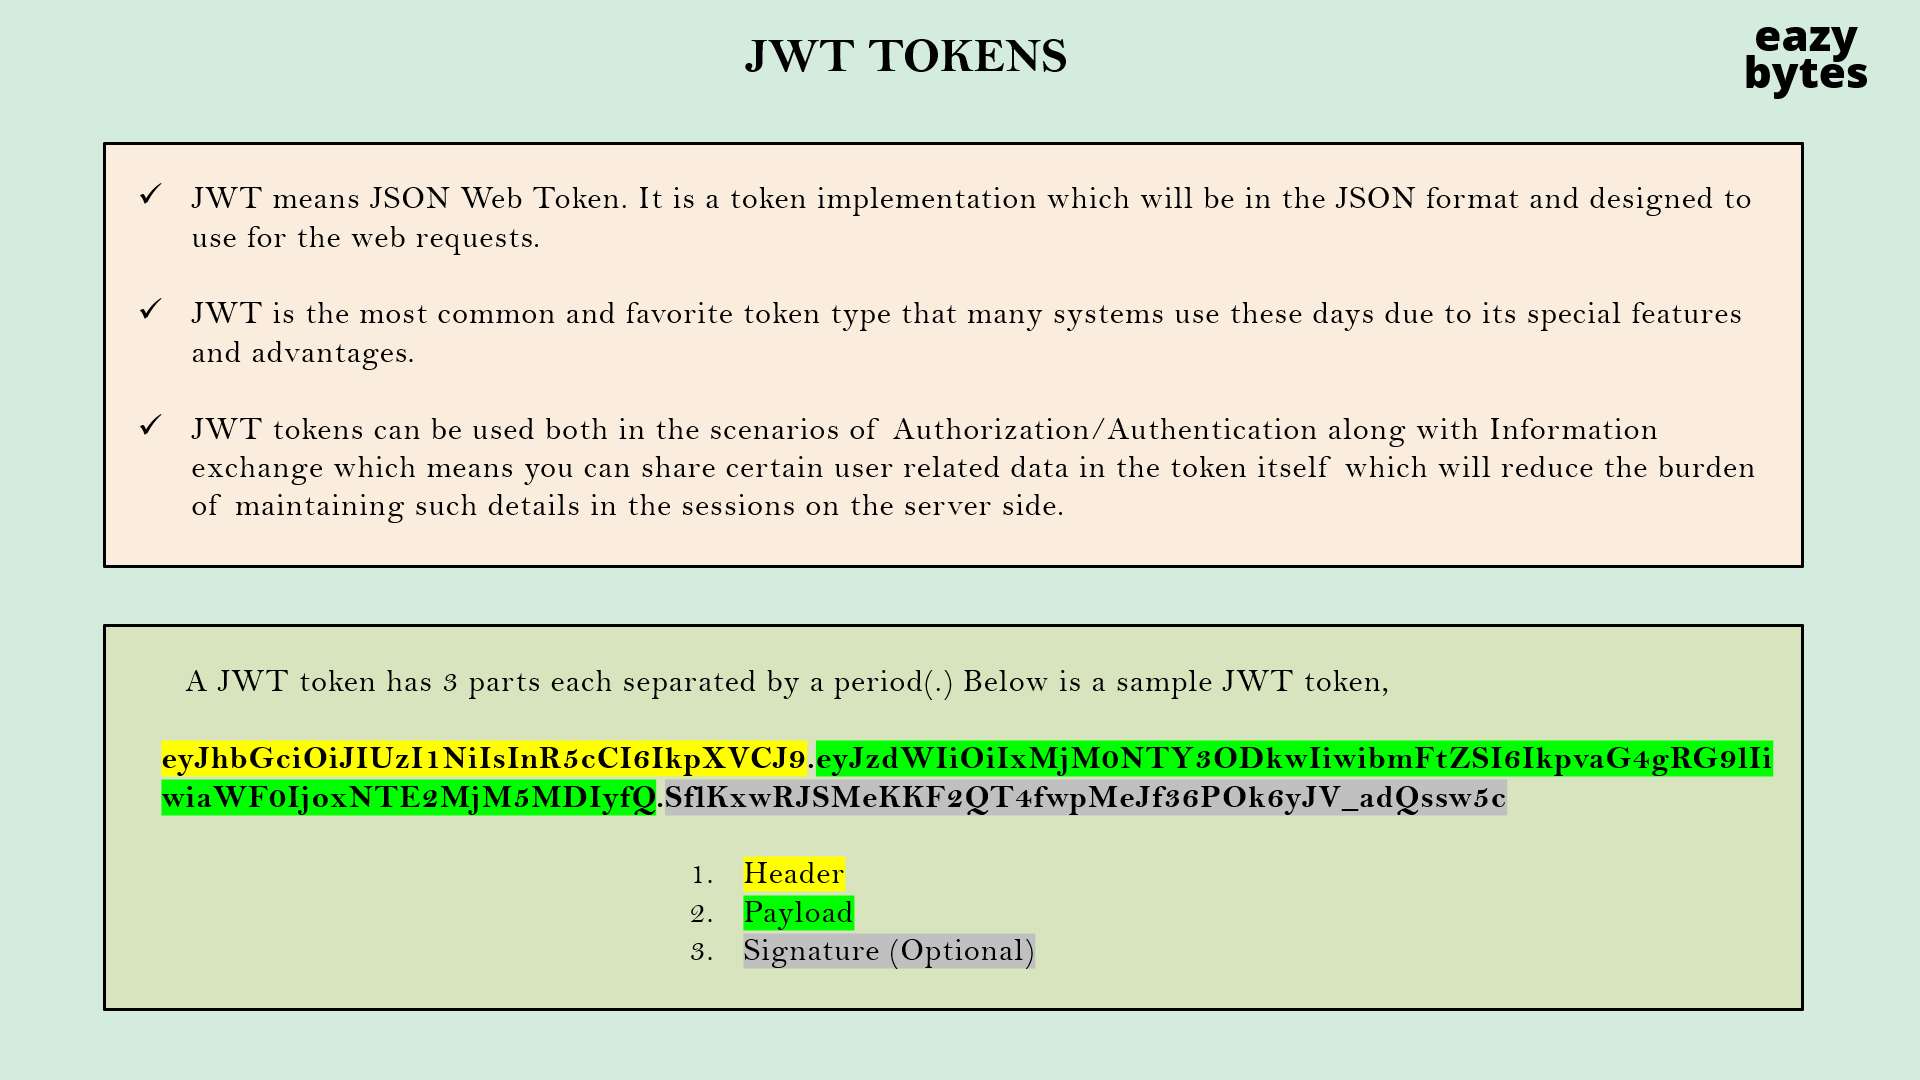 JWT TOKENS
eazy
bytes
✓ JWT means JSON Web Token. It is a token implementation which will be in the JSON format and designed to
use for the web requests.
✓ JWT is the most common and favorite token type that many systems use these days due to its special features
and advantages.
✓ JWT tokens can be used both in the scenarios of Authorization/Authentication along with Information
exchange which means you can share certain user related data in the token itself which will reduce the burden
of maintaining such details in the sessions on the server side.
A JWT token has 3 parts each separated by a period(.) Below is a sample JWT token,
eyJhbGciOiJIUzI1NiIsInR5cCI6IkpXVCJ9.eyJzdWIiOiIxMjM0NTY3ODkwIiwibmFtZSI6IkpvaG4gRG9lIi
wiaWF0IjoxNTE2MjM5MDIyfQ.SflKxwRJSMeKKF2QT4fwpMeJf36POk6yJV_adQssw5c
1. Header
2. Payload
3. Signature (Optional)